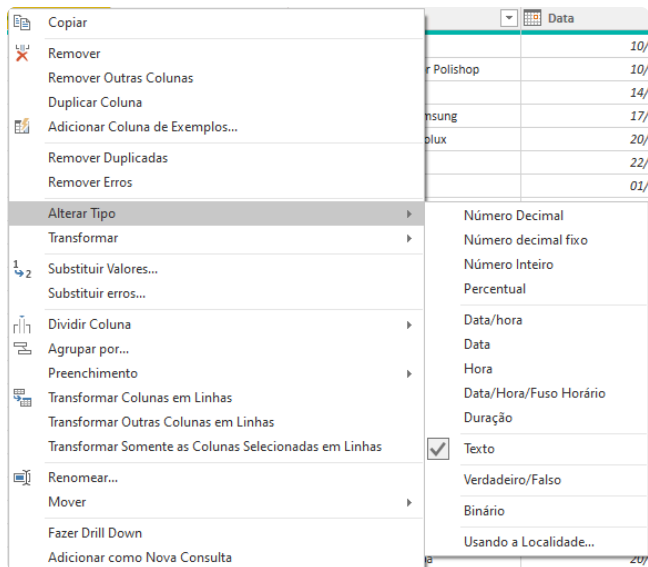 Copiar
Remover
Remover Outras Colunas
Duplicar Coluna
Adicionar Coluna de Exemplos...
Remover Duplicadas
Remover Erros
Alterar Tipo
Transformar
1
2
Substituir Valores...
Substituir erros...
Dividir Coluna
Agrupar por...
Preenchimento
Transformar Colunas em Linhas
Transformar Outras Colunas em Linhas
Transformar Somente as Colunas Selecionadas em Linhas
Renomear...
Mover
Fazer Drill Down
Adicionar como Nova Consulta
Data
10/
r Polishop 10/
14/
msung 17/
olux 20/
22/
01/
Número Decimal
Número decimal fixo
Número Inteiro
Percentual
Data/hora
Data
Hora
Data/Hora/Fuso Horário
Duração
Texto
Verdadeiro/Falso
Binário
Usando a Localidade...
20/